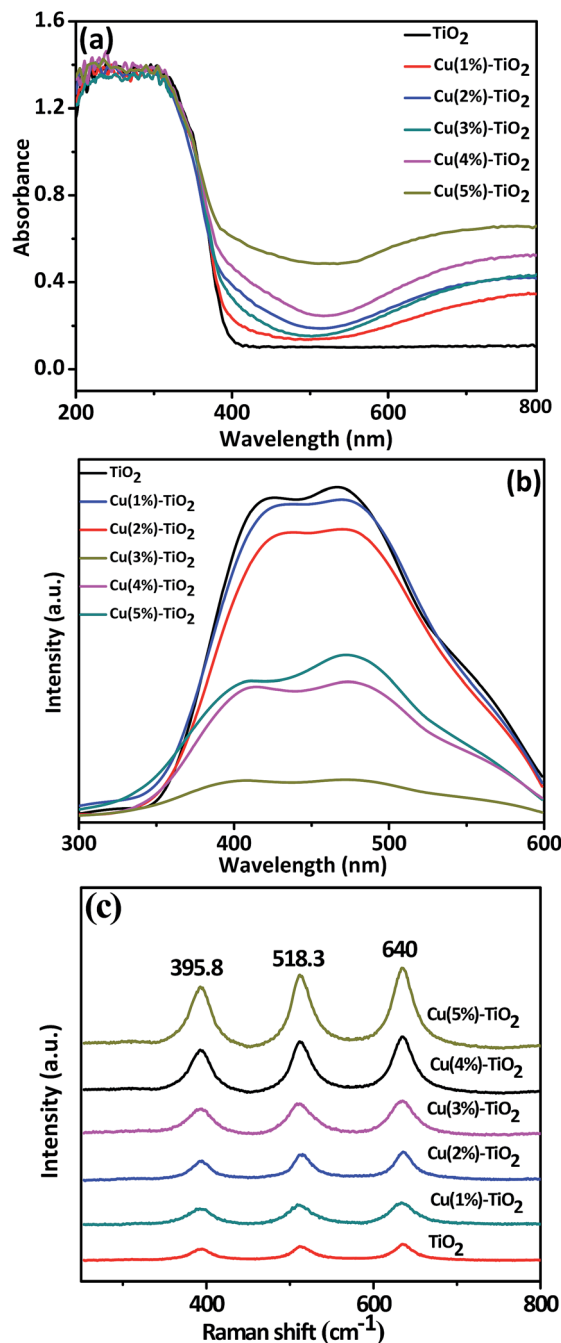 (a)
TiO₂
Cu(1%)-TiO₂
Cu(2%)-TiO₂
Cu(3%)-TiO₂
Cu(4%)-TiO₂
Cu(5%)-TiO₂
1.6
1.2
0.8
0.4
0.0
Absorbance
200 400 600 800
Wavelength (nm)
(b)
TiO₂
Cu(1%)-TiO₂
Cu(2%)-TiO₂
Cu(3%)-TiO₂
Cu(4%)-TiO₂
Cu(5%)-TiO₂
Intensity (a.u.)
300 400 500 600
Wavelength (nm)
(c)
395.8 518.3 640
Cu(5%)-TiO₂
Cu(4%)-TiO₂
Cu(3%)-TiO₂
Cu(2%)-TiO₂
Cu(1%)-TiO₂
TiO₂
Intensity (a.u.)
400 600 800
Raman shift (cm⁻¹)